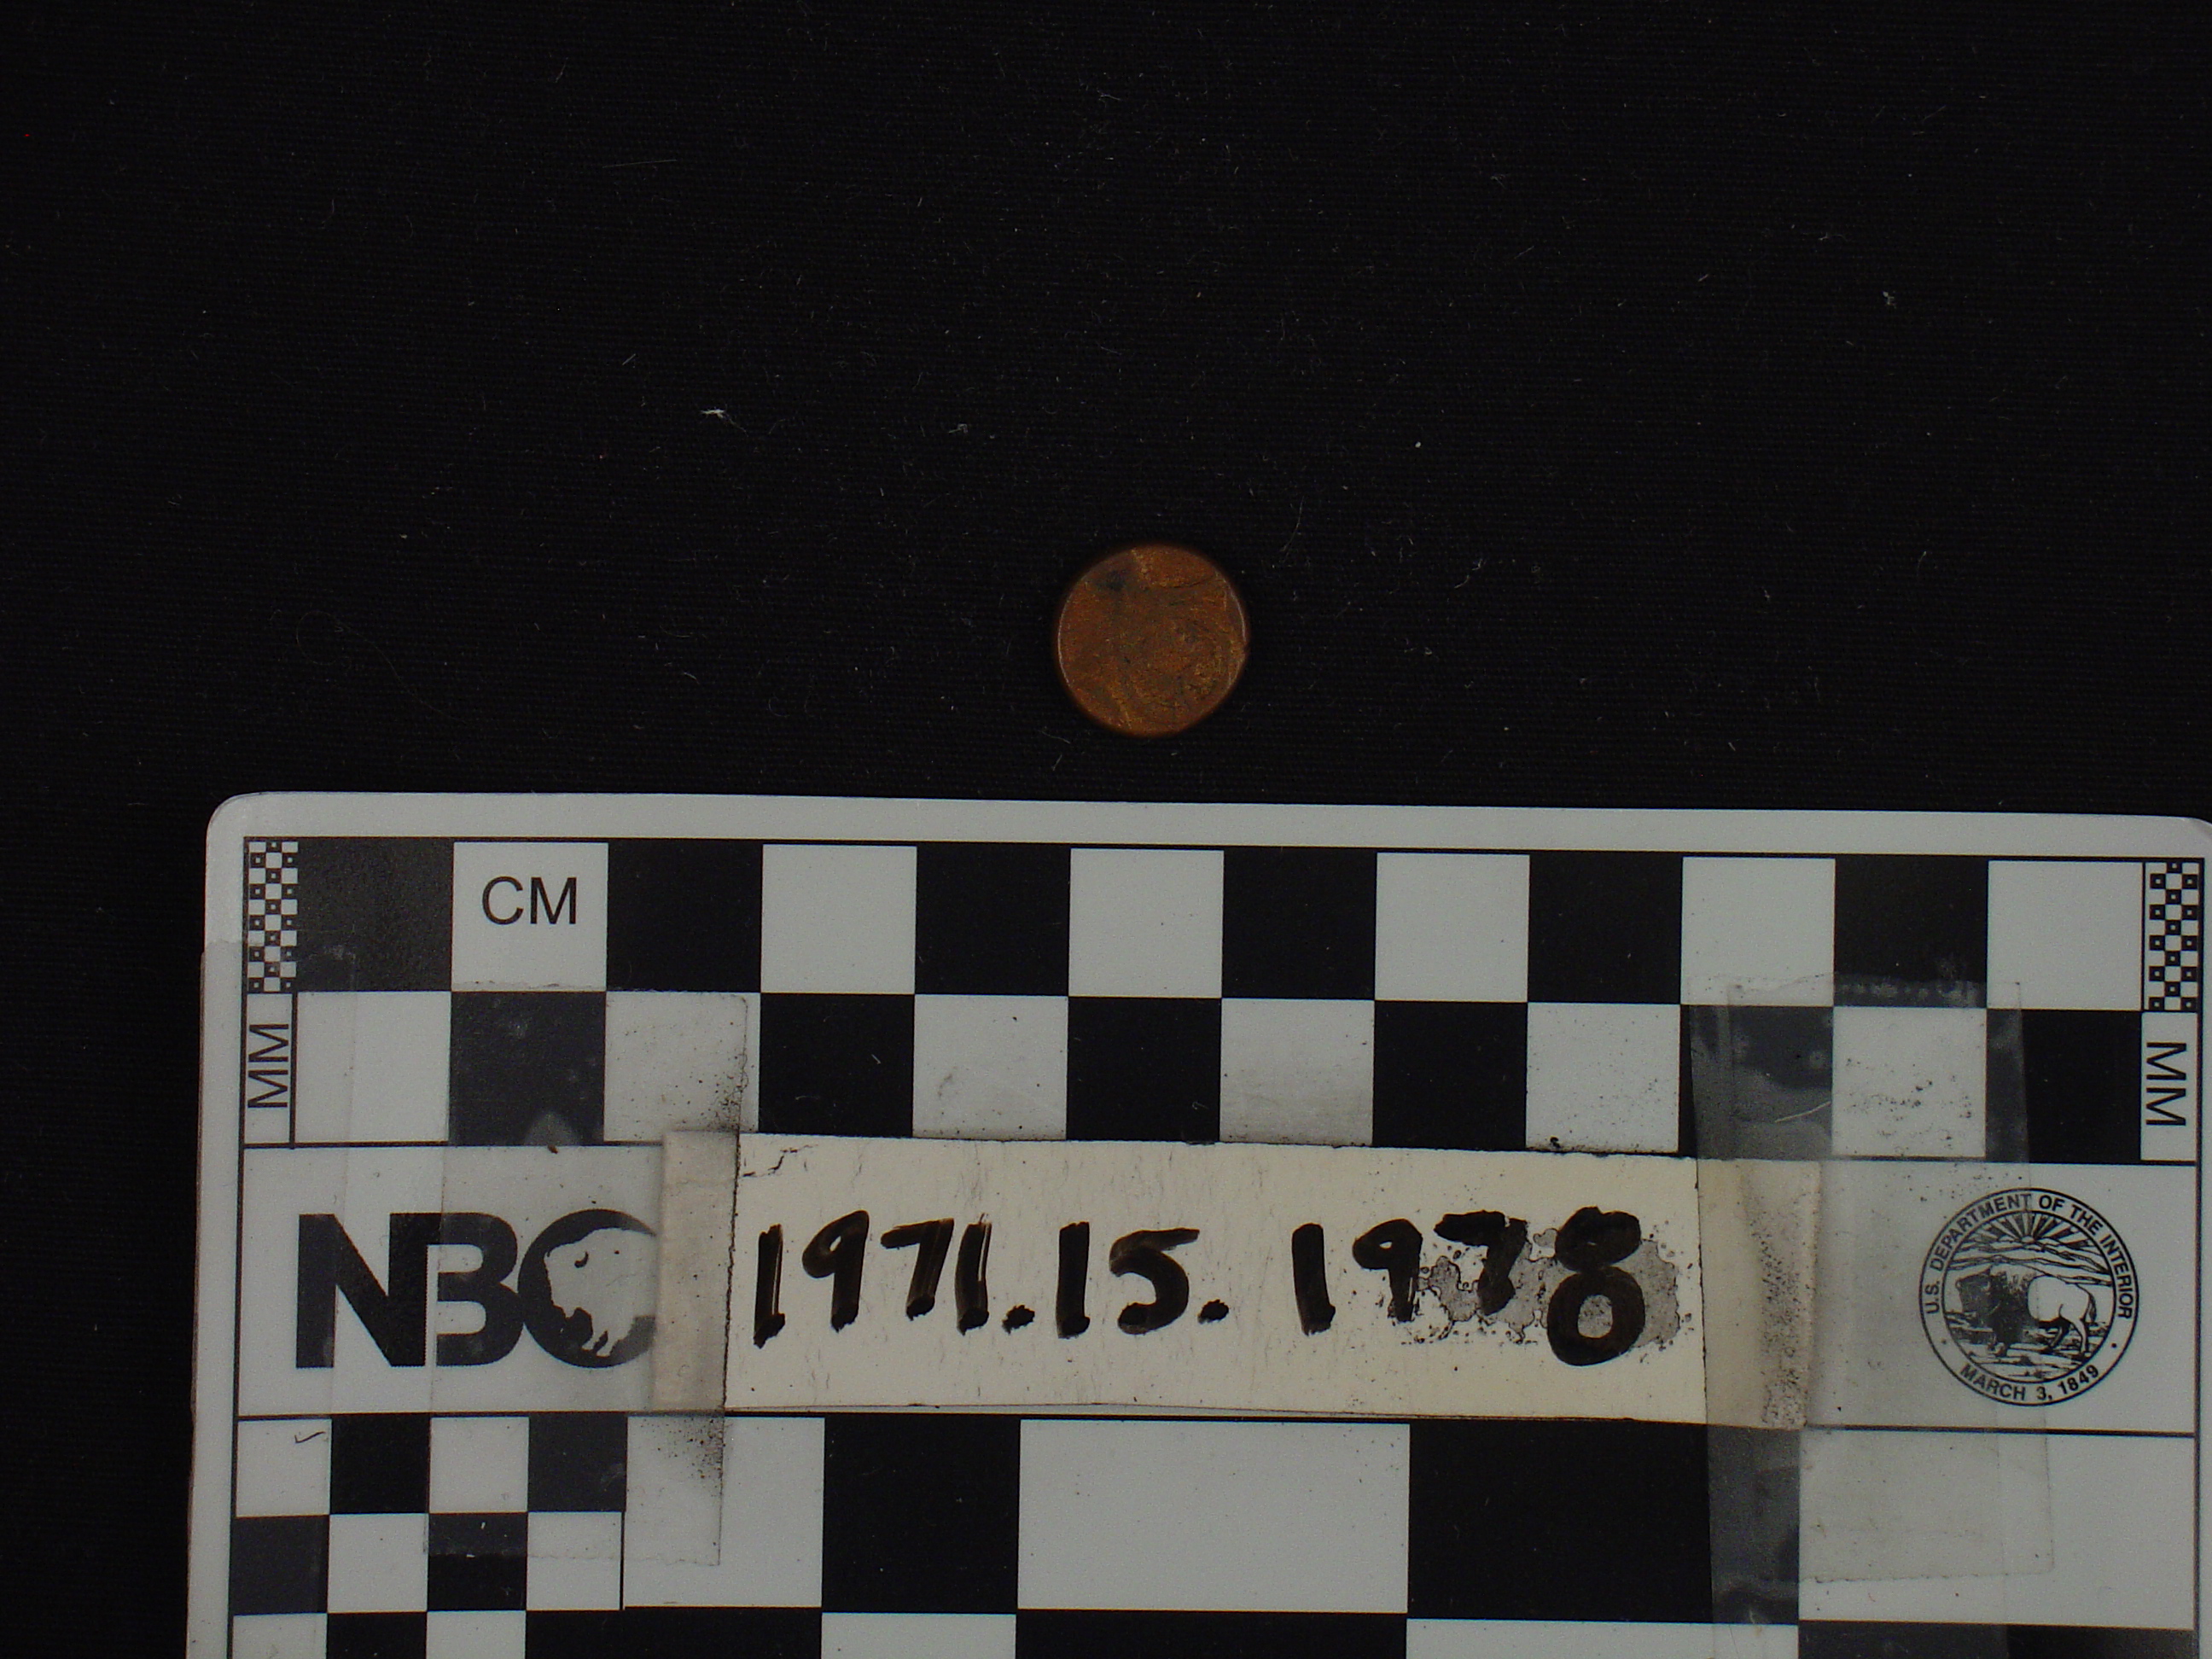 CM
MM
MM
NBC
1971.15.1978
U.S. DEPARTMENT OF THE INTERIOR
MARCH 3, 1849